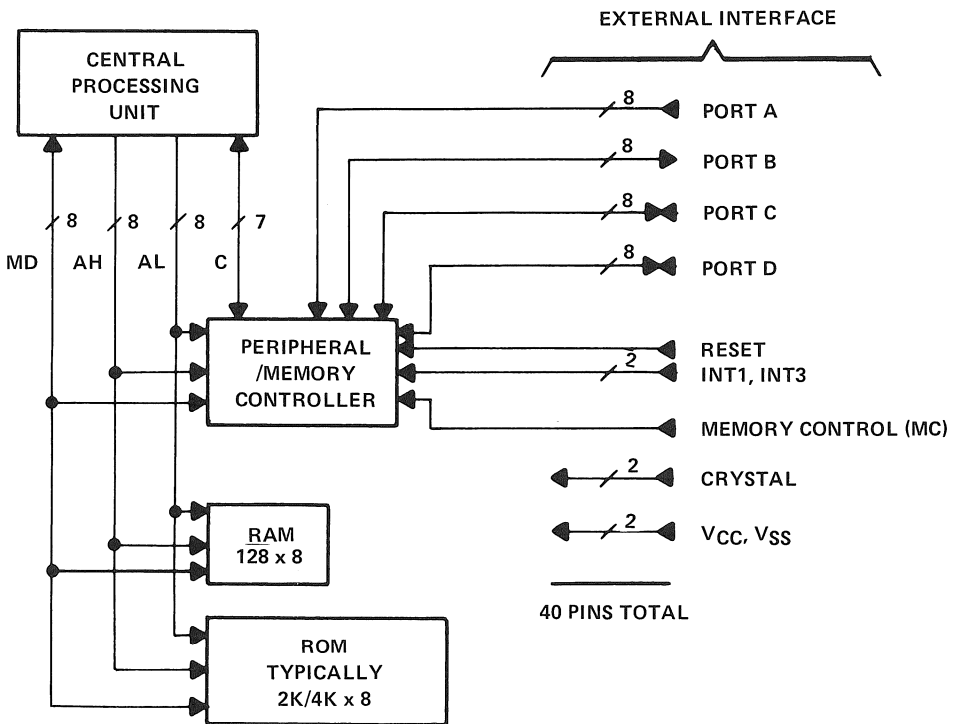 EXTERNAL INTERFACE
CENTRAL
PROCESSING
UNIT
8
PORT A
8
PORT B
8
PORT C
8
PORT D
8
8
8
7
MD
AH
AL
C
PERIPHERAL
/MEMORY
CONTROLLER
RESET
2
INT1, INT3
MEMORY CONTROL (MC)
2
CRYSTAL
2
VCC, VSS
40 PINS TOTAL
RAM
128 x 8
ROM
TYPICALLY
2K/4K x 8